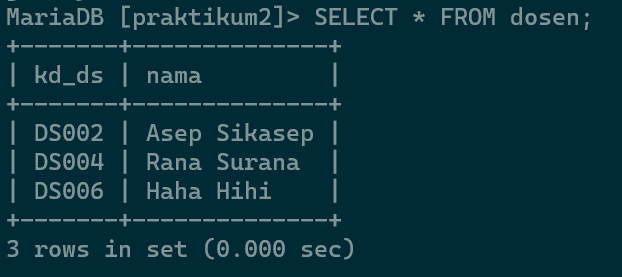 MariaDB [praktikum2]> SELECT * FROM dosen;
+-------+--------------+
| kd_ds | nama         |
+-------+--------------+
| DS002 | Asep Sikasep |
| DS004 | Rana Surana  |
| DS006 | Haha Hihi    |
+-------+--------------+
3 rows in set (0.000 sec)